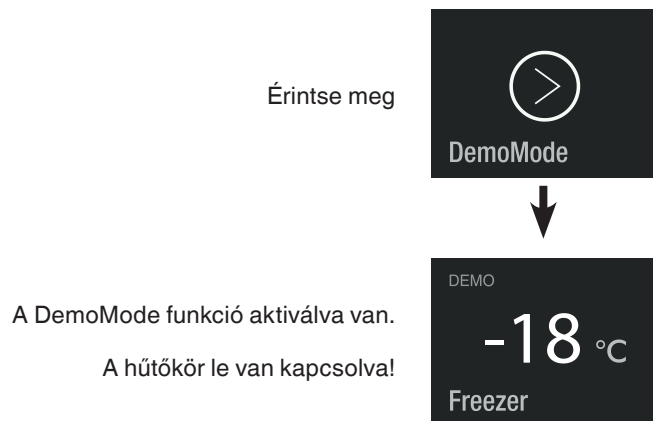 Érintse meg
DemoMode
DEMO
A DemoMode funkció aktiválva van.
-18 °C
A hűtőkör le van kapcsolva!
Freezer